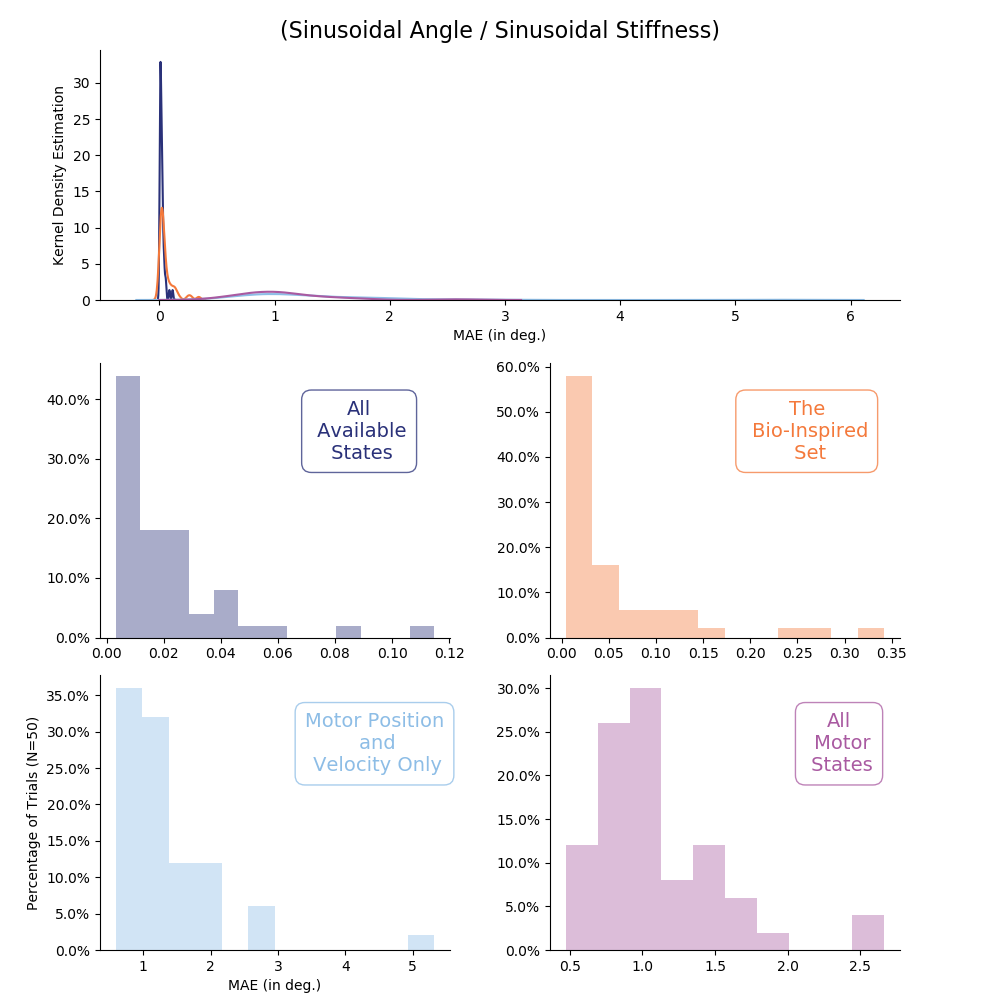 (Sinusoidal Angle / Sinusoidal Stiffness)
Kernel Density Estimation
30
25
20
15
10
5
0
0 1 2 3 4 5 6
MAE (in deg.)
All
Available
States
40.0%
30.0%
20.0%
10.0%
0.0%
0.00 0.02 0.04 0.06 0.08 0.10 0.12
The
Bio-Inspired
Set
60.0%
50.0%
40.0%
30.0%
20.0%
10.0%
0.0%
0.00 0.05 0.10 0.15 0.20 0.25 0.30 0.35
Motor Position
and
Velocity Only
Percentage of Trials (N=50)
35.0%
30.0%
25.0%
20.0%
15.0%
10.0%
5.0%
0.0%
1 2 3 4 5
MAE (in deg.)
All
Motor
States
30.0%
25.0%
20.0%
15.0%
10.0%
5.0%
0.0%
0.5 1.0 1.5 2.0 2.5